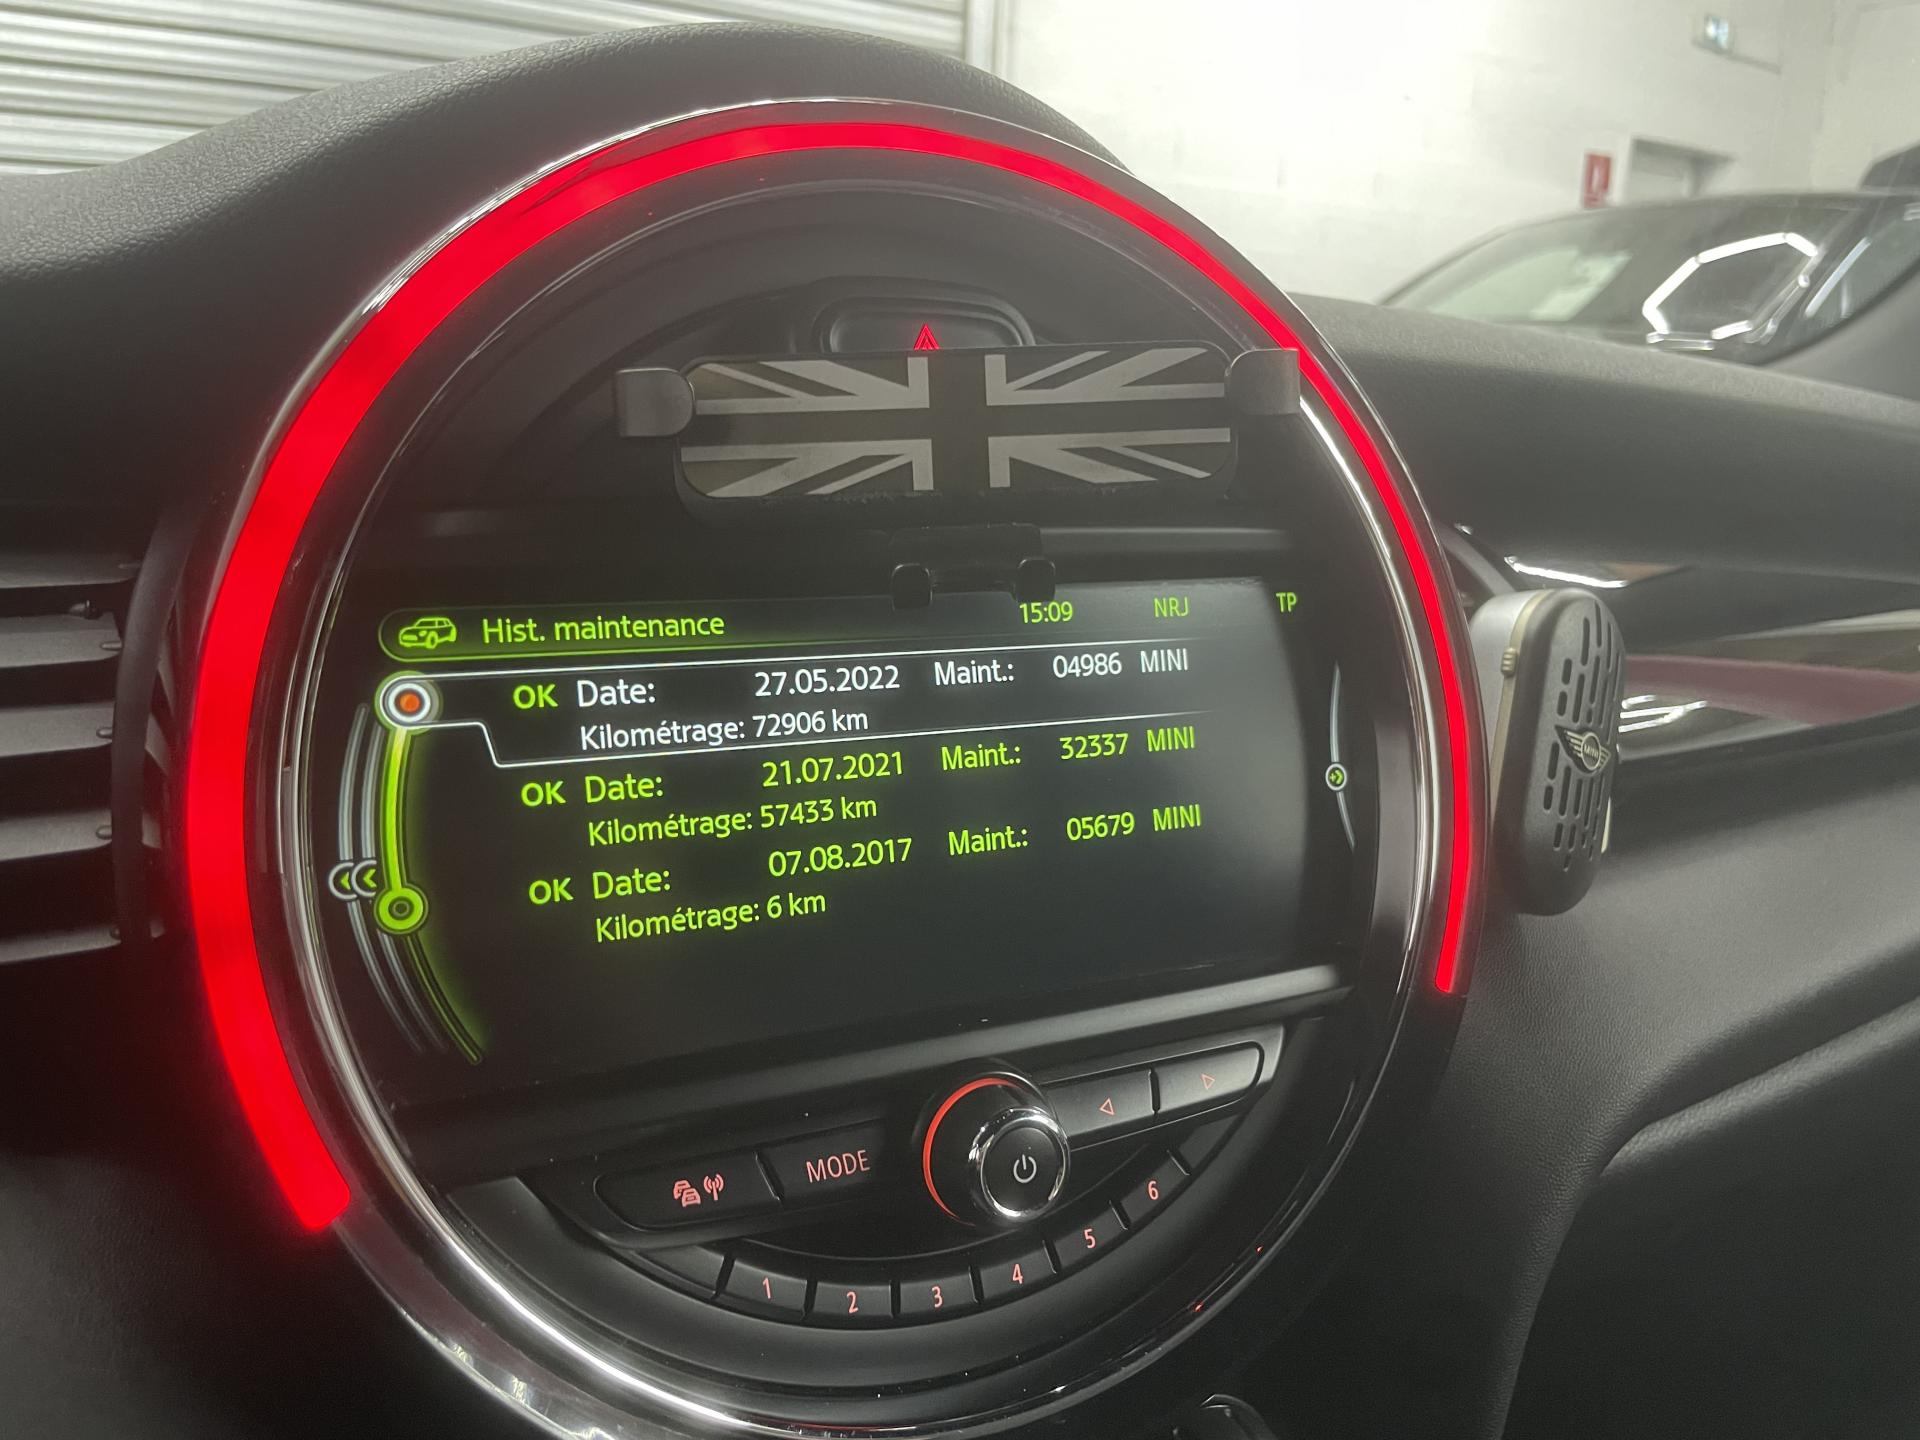 Hist. maintenance 15:09 NRJ TP
OK Date: 27.05.2022 Maint.: 04986 MINI
Kilométrage: 72906 km
OK Date: 21.07.2021 Maint.: 32337 MINI
Kilométrage: 57433 km
OK Date: 07.08.2017 Maint.: 05679 MINI
Kilométrage: 6 km
MINI
MODE
1 2 3 4 5 6